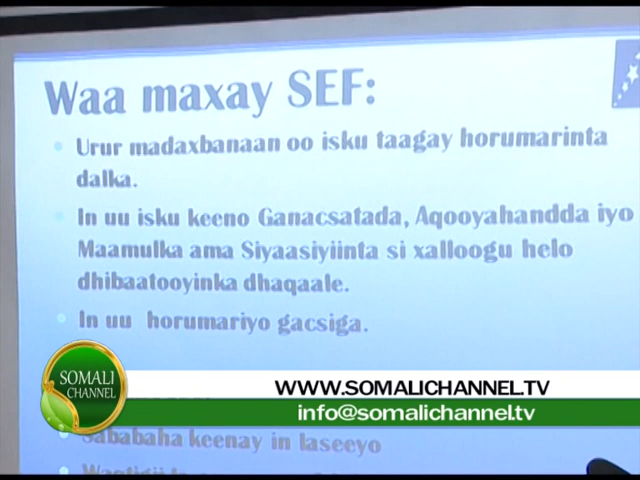 Waa maxay SEF:
Urur madaxbanaan oo isku taagay horumarinta
dalka.
In uu isku keeno Ganacsatada, Aqooyahandda iyo
Maamulka ama Siyaasiyiinta si xalloogu helo
dhibaatooyinka dhaqaale.
In uu horumariyo gacsiga.
SOMALI
CHANNEL
WWW.SOMALICHANNEL.TV
info@somalichannel.tv
Sababaha keenay in laseeyo